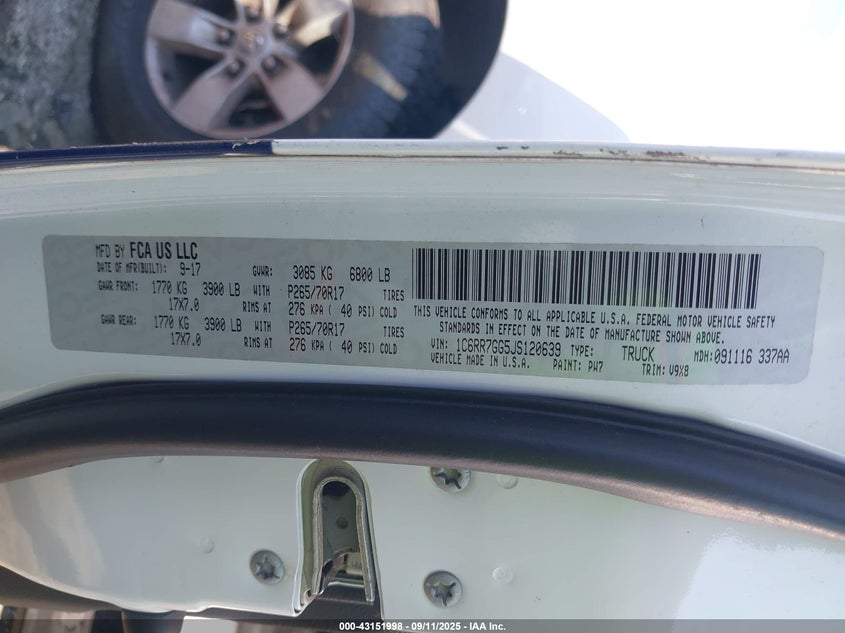 MFD BY FCA US LLC
DATE OF MFR(BUILT): 9-17 GVWR: 3085 KG 6800 LB
GAWR FRONT: 1770 KG 3900 LB WITH P265/70R17 TIRES
17X7.0 RIMS AT 276 KPA( 40 PSI) COLD
GAWR REAR: 1770 KG 3900 LB WITH P265/70R17 TIRES
17X7.0 RIMS AT 276 KPA( 40 PSI) COLD
THIS VEHICLE CONFORMS TO ALL APPLICABLE U.S.A. FEDERAL MOTOR VEHICLE SAFETY
STANDARDS IN EFFECT ON THE DATE OF MANUFACTURE SHOWN ABOVE.
VIN: 1C6RR7GG5JS120639 TYPE: TRUCK MDH: 091116 337AA
VEHICLE MADE IN U.S.A. PAINT: PW7 TRIM: V9X8
000-43151998 - 09/11/2025 - IAA Inc.